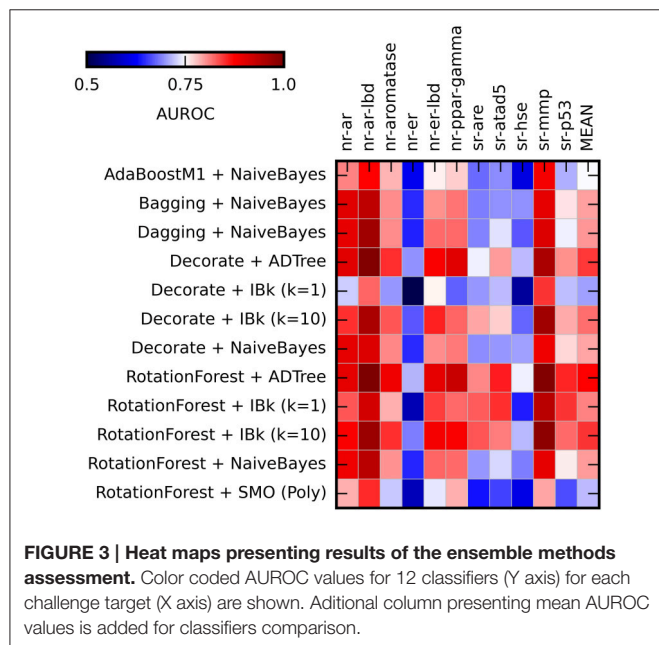 0.5 0.75 1.0
AUROC
nr-ar
nr-ar-lbd
nr-aromatase
nr-er
nr-er-lbd
nr-ppar-gamma
sr-are
sr-atad5
sr-hse
sr-mmp
sr-p53
MEAN
AdaBoostM1 + NaiveBayes
Bagging + NaiveBayes
Dagging + NaiveBayes
Decorate + ADTree
Decorate + IBk (k=1)
Decorate + IBk (k=10)
Decorate + NaiveBayes
RotationForest + ADTree
RotationForest + IBk (k=1)
RotationForest + IBk (k=10)
RotationForest + NaiveBayes
RotationForest + SMO (Poly)
FIGURE 3 | Heat maps presenting results of the ensemble methods
assessment. Color coded AUROC values for 12 classifiers (Y axis) for each
challenge target (X axis) are shown. Aditional column presenting mean AUROC
values is added for classifiers comparison.